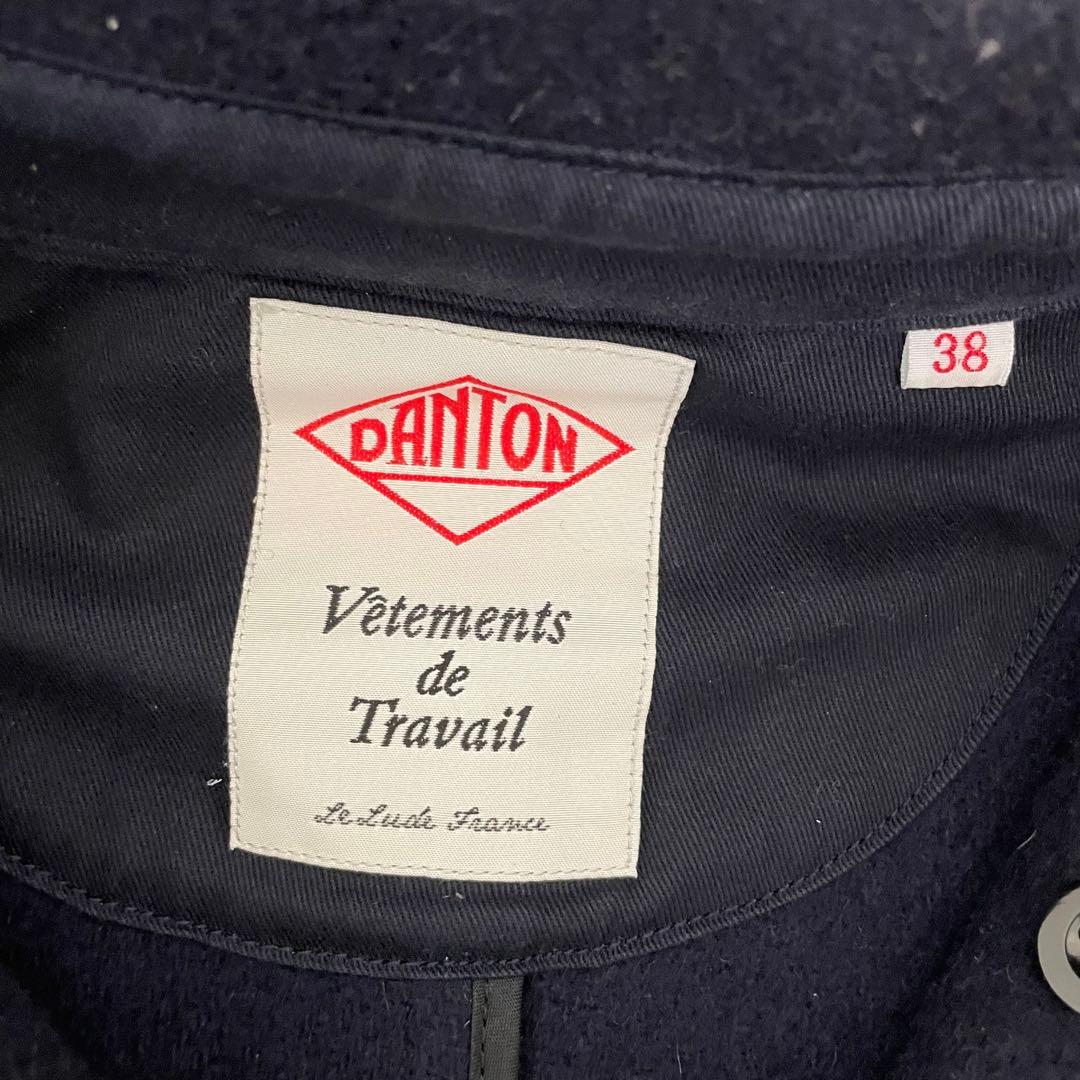 DANTON
38
Vêtements
de
Travail
Le Lude France